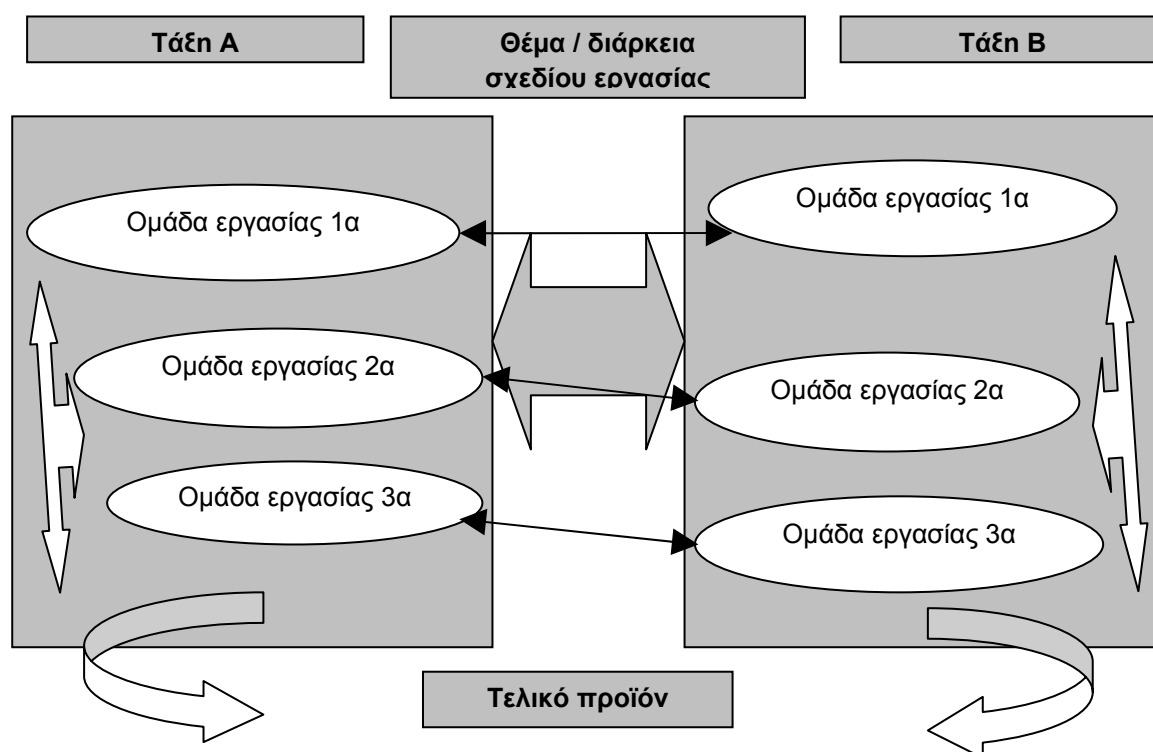 Τάξη Α
Θέμα / διάρκεια
σχεδίου εργασίας
Τάξη Β
Ομάδα εργασίας 1α
Ομάδα εργασίας 2α
Ομάδα εργασίας 3α
Ομάδα εργασίας 1α
Ομάδα εργασίας 2α
Ομάδα εργασίας 3α
Τελικό προϊόν